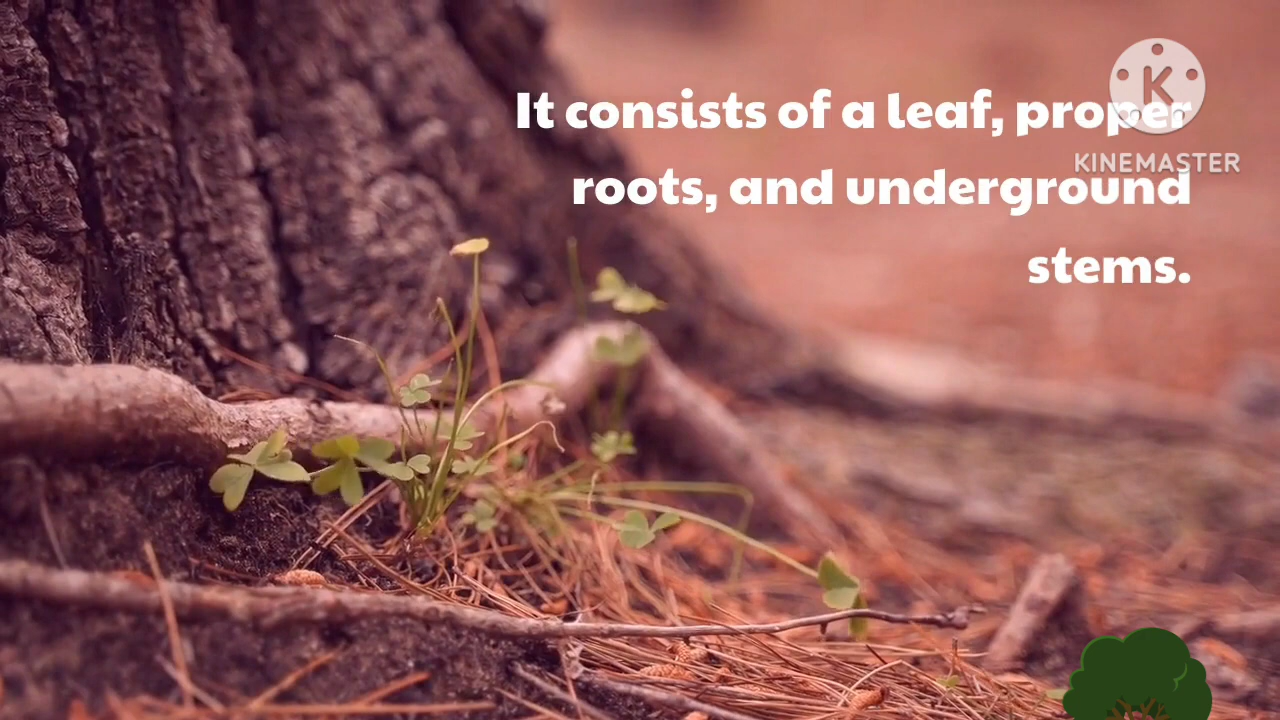 It consists of a leaf, proper
roots, and underground
stems.
K
KINEMASTER